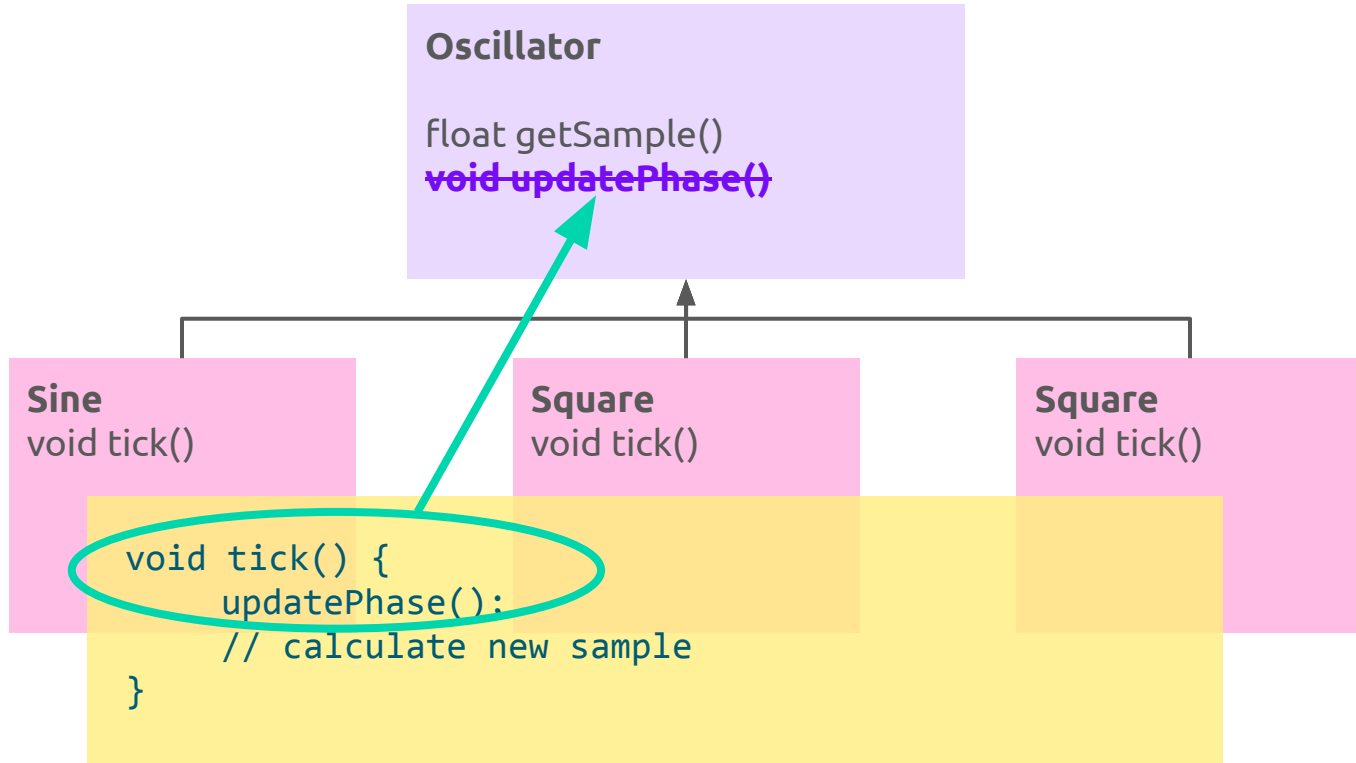 Oscillator
float getSample()
void updatePhase()
Sine
void tick()
Square
void tick()
Square
void tick()
void tick() {
updatePhase();
// calculate new sample
}